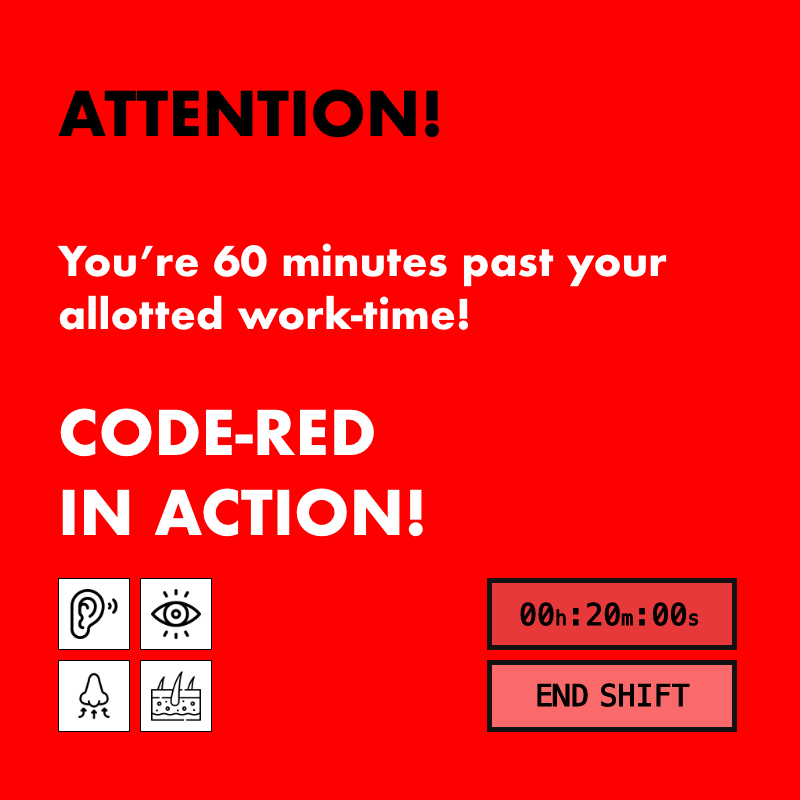 ATTENTION!
You’re 60 minutes past your
allotted work-time!
CODE-RED
IN ACTION!
00h:20m:00s
END SHIFT